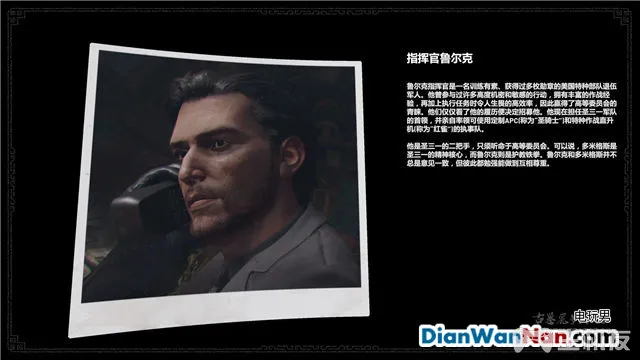 指挥官鲁尔克
鲁尔克指挥官是一名训练有素、获得过多枚勋章的美国特种部队退伍
军人。他曾参与过许多高度机密和敏感的行动，拥有丰富的作战经
验，再加上执行任务时令人生畏的高效率，因此赢得了高等委员会的
青睐。他们仅仅看了他的履历便决定招募他。他现在担任圣三一军队
的首领，并亲自率领可使用定制APC(称为"圣骑士")和特种作战直升
机(称为"红雀")的执事队。
他是圣三一的二把手，只须听命于高等委员会。可以说，多米格斯是
圣三一的精神核心，而鲁尔克则是护教铁拳。鲁尔克和多米格斯并不
总是意见一致，但彼此都勉强能做到互相尊重。
电玩男
DianWanNan.com